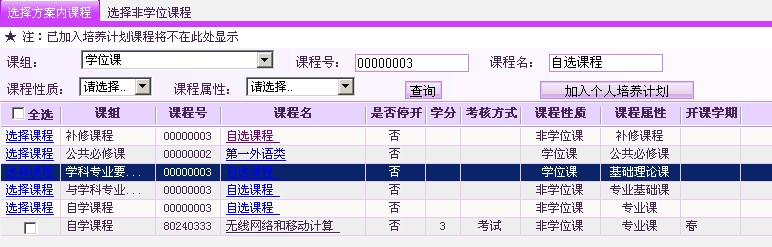 选择方案内课程 选择非学位课程
★ 注：已加入培养计划课程将不在此处显示
课组： 学位课 课程号： 00000003 课程名： 自选课程
课程性质： 请选择.. 课程属性： 请选择.. 查询 加入个人培养计划
全选 课组 课程号 课程名 是否停开 学分 考核方式 课程性质 课程属性 开课学期
选择课程 补修课程 00000003 自选课程 否 非学位课 补修课程
选择课程 公共必修课 00000002 第一外语类 否 学位课 公共必修课
选择课程 学科专业要... 00000003 自选课程 否 学位课 基础理论课
选择课程 与学科专业... 00000003 自选课程 否 非学位课 专业基础课
选择课程 自学课程 00000003 自选课程 否 非学位课 专业课
自学课程 80240333 无线网络和移动计算 否 3 考试 非学位课 专业课 春